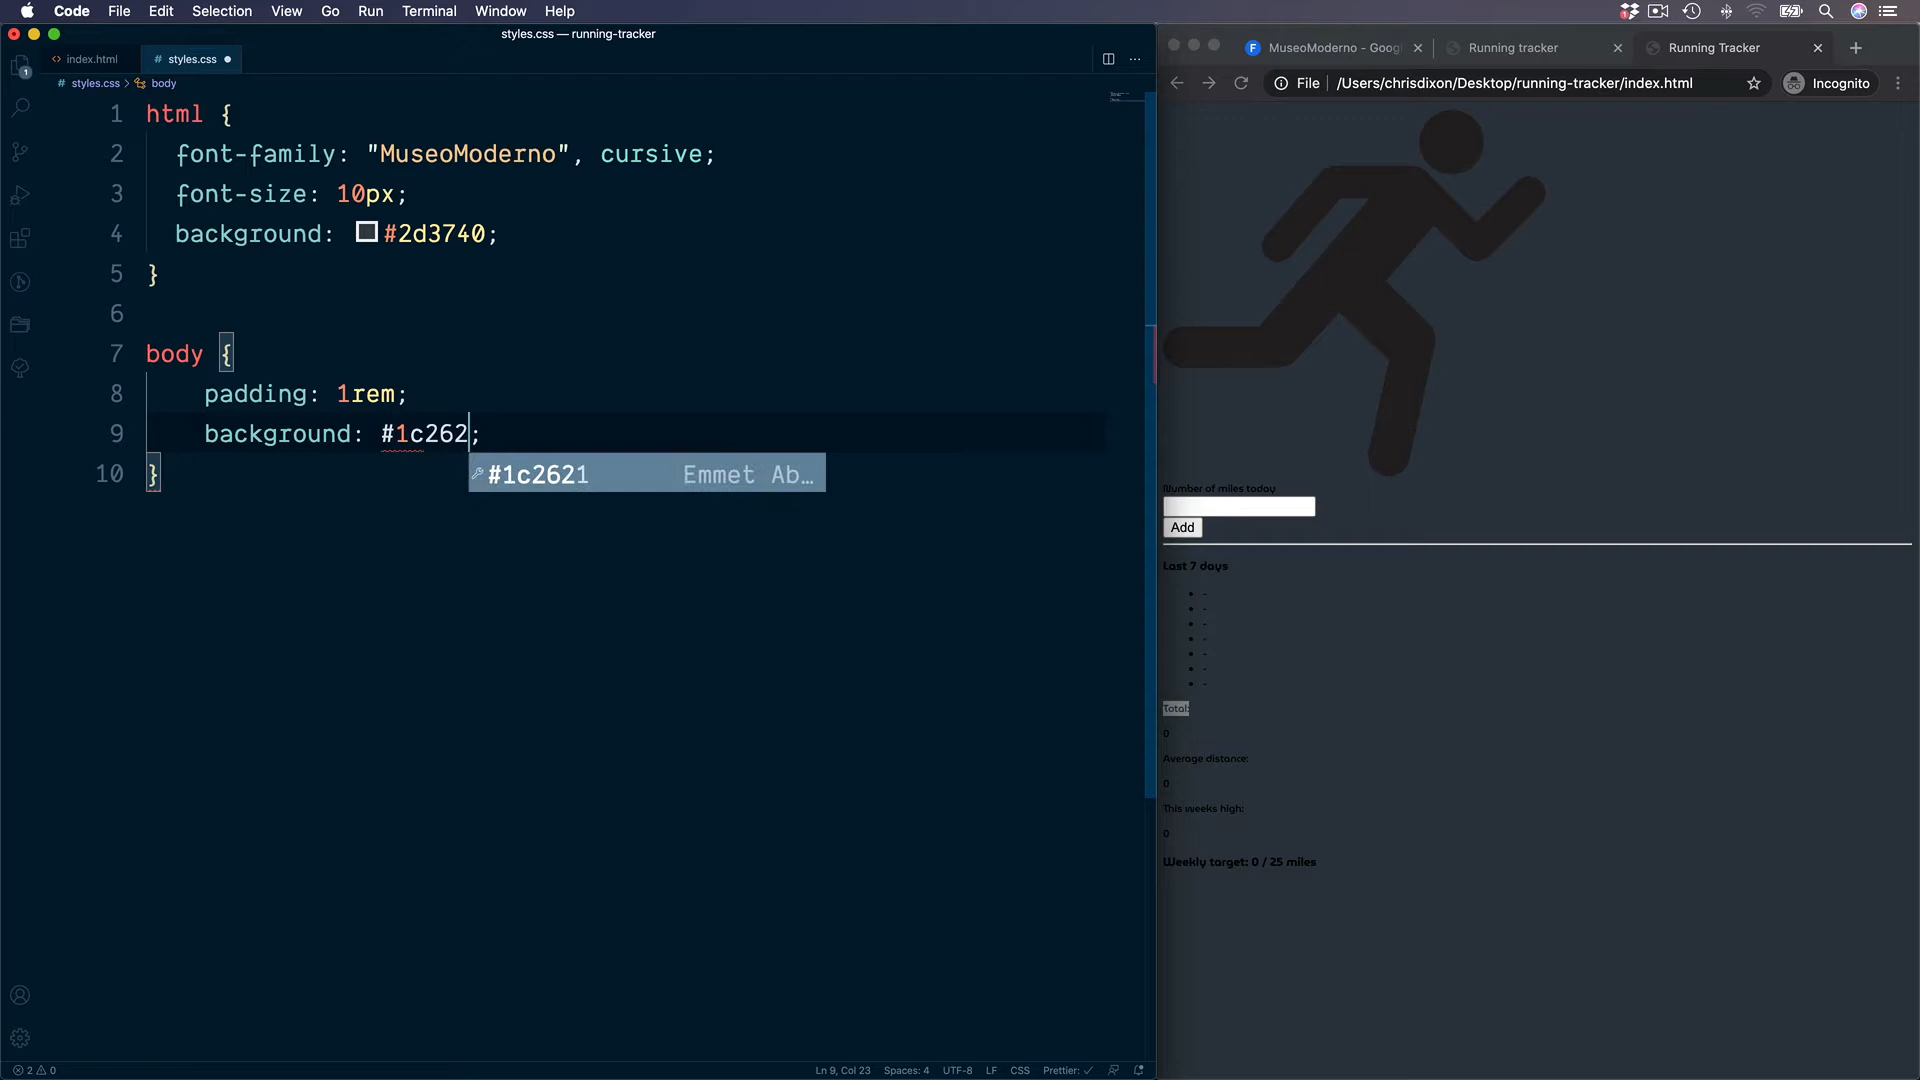 Code File Edit Selection View Go Run Terminal Window Help
styles.css — running-tracker
index.html
# styles.css
# styles.css > body
1 html {
2 font-family: "MuseoModerno", cursive;
3 font-size: 10px;
4 background: #2d3740;
5 }
6
7 body {
8 padding: 1rem;
9 background: #1c262;
10 }
#1c2621 Emmet Ab…
1
2 0
Ln 9, Col 23 Spaces: 4 UTF-8 LF CSS Prettier:
F MuseoModerno - Googl
Running tracker
Running Tracker
File /Users/chrisdixon/Desktop/running-tracker/index.html Incognito
Number of miles today
Add
Last 7 days
-
-
-
-
-
-
-
Total:
0
Average distance:
0
This weeks high:
0
Weekly target: 0 / 25 miles